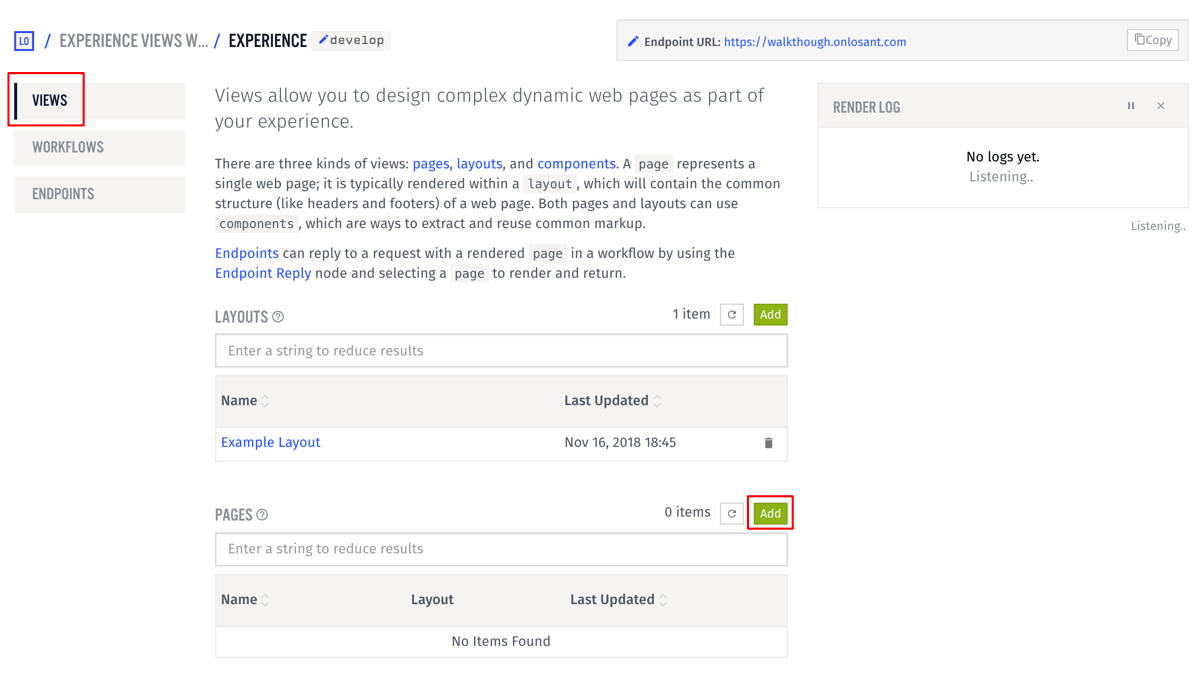 LO / EXPERIENCE VIEWS W... / EXPERIENCE develop
Endpoint URL: https://walkthough.onlosant.com Copy
VIEWS
WORKFLOWS
ENDPOINTS
Views allow you to design complex dynamic web pages as part of
your experience.
There are three kinds of views: pages, layouts, and components. A page represents a
single web page; it is typically rendered within a layout, which will contain the common
structure (like headers and footers) of a web page. Both pages and layouts can use
components, which are ways to extract and reuse common markup.
Endpoints can reply to a request with a rendered page in a workflow by using the
Endpoint Reply node and selecting a page to render and return.
LAYOUTS 1 item Add
Enter a string to reduce results
Name Last Updated
Example Layout Nov 16, 2018 18:45
PAGES 0 items Add
Enter a string to reduce results
Name Layout Last Updated
No Items Found
RENDER LOG
No logs yet.
Listening..
Listening..